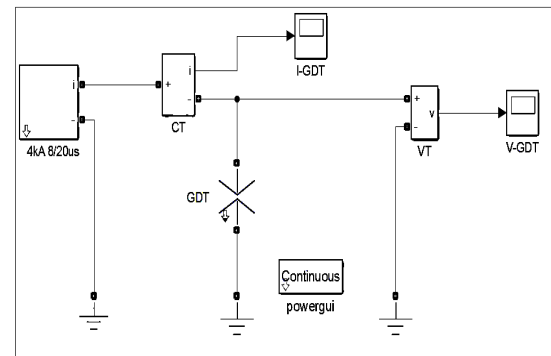 I-GDT
i
i
+
-
-
CT
4kA 8/20us
+
-
v
VT
V-GDT
GDT
Continuous
powergui